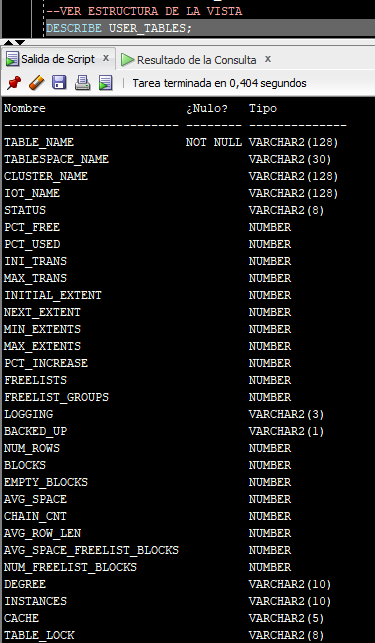 --VER ESTRUCTURA DE LA VISTA
DESCRIBE USER_TABLES;
Salida de Script x Resultado de la Consulta x
Tarea terminada en 0,404 segundos
Nombre ¿Nulo? Tipo
------------------------- -------- -------------
TABLE_NAME NOT NULL VARCHAR2(128)
TABLESPACE_NAME VARCHAR2(30)
CLUSTER_NAME VARCHAR2(128)
IOT_NAME VARCHAR2(128)
STATUS VARCHAR2(8)
PCT_FREE NUMBER
PCT_USED NUMBER
INI_TRANS NUMBER
MAX_TRANS NUMBER
INITIAL_EXTENT NUMBER
NEXT_EXTENT NUMBER
MIN_EXTENTS NUMBER
MAX_EXTENTS NUMBER
PCT_INCREASE NUMBER
FREELISTS NUMBER
FREELIST_GROUPS NUMBER
LOGGING VARCHAR2(3)
BACKED_UP VARCHAR2(1)
NUM_ROWS NUMBER
BLOCKS NUMBER
EMPTY_BLOCKS NUMBER
AVG_SPACE NUMBER
CHAIN_CNT NUMBER
AVG_ROW_LEN NUMBER
AVG_SPACE_FREELIST_BLOCKS NUMBER
NUM_FREELIST_BLOCKS NUMBER
DEGREE VARCHAR2(10)
INSTANCES VARCHAR2(10)
CACHE VARCHAR2(5)
TABLE_LOCK VARCHAR2(8)